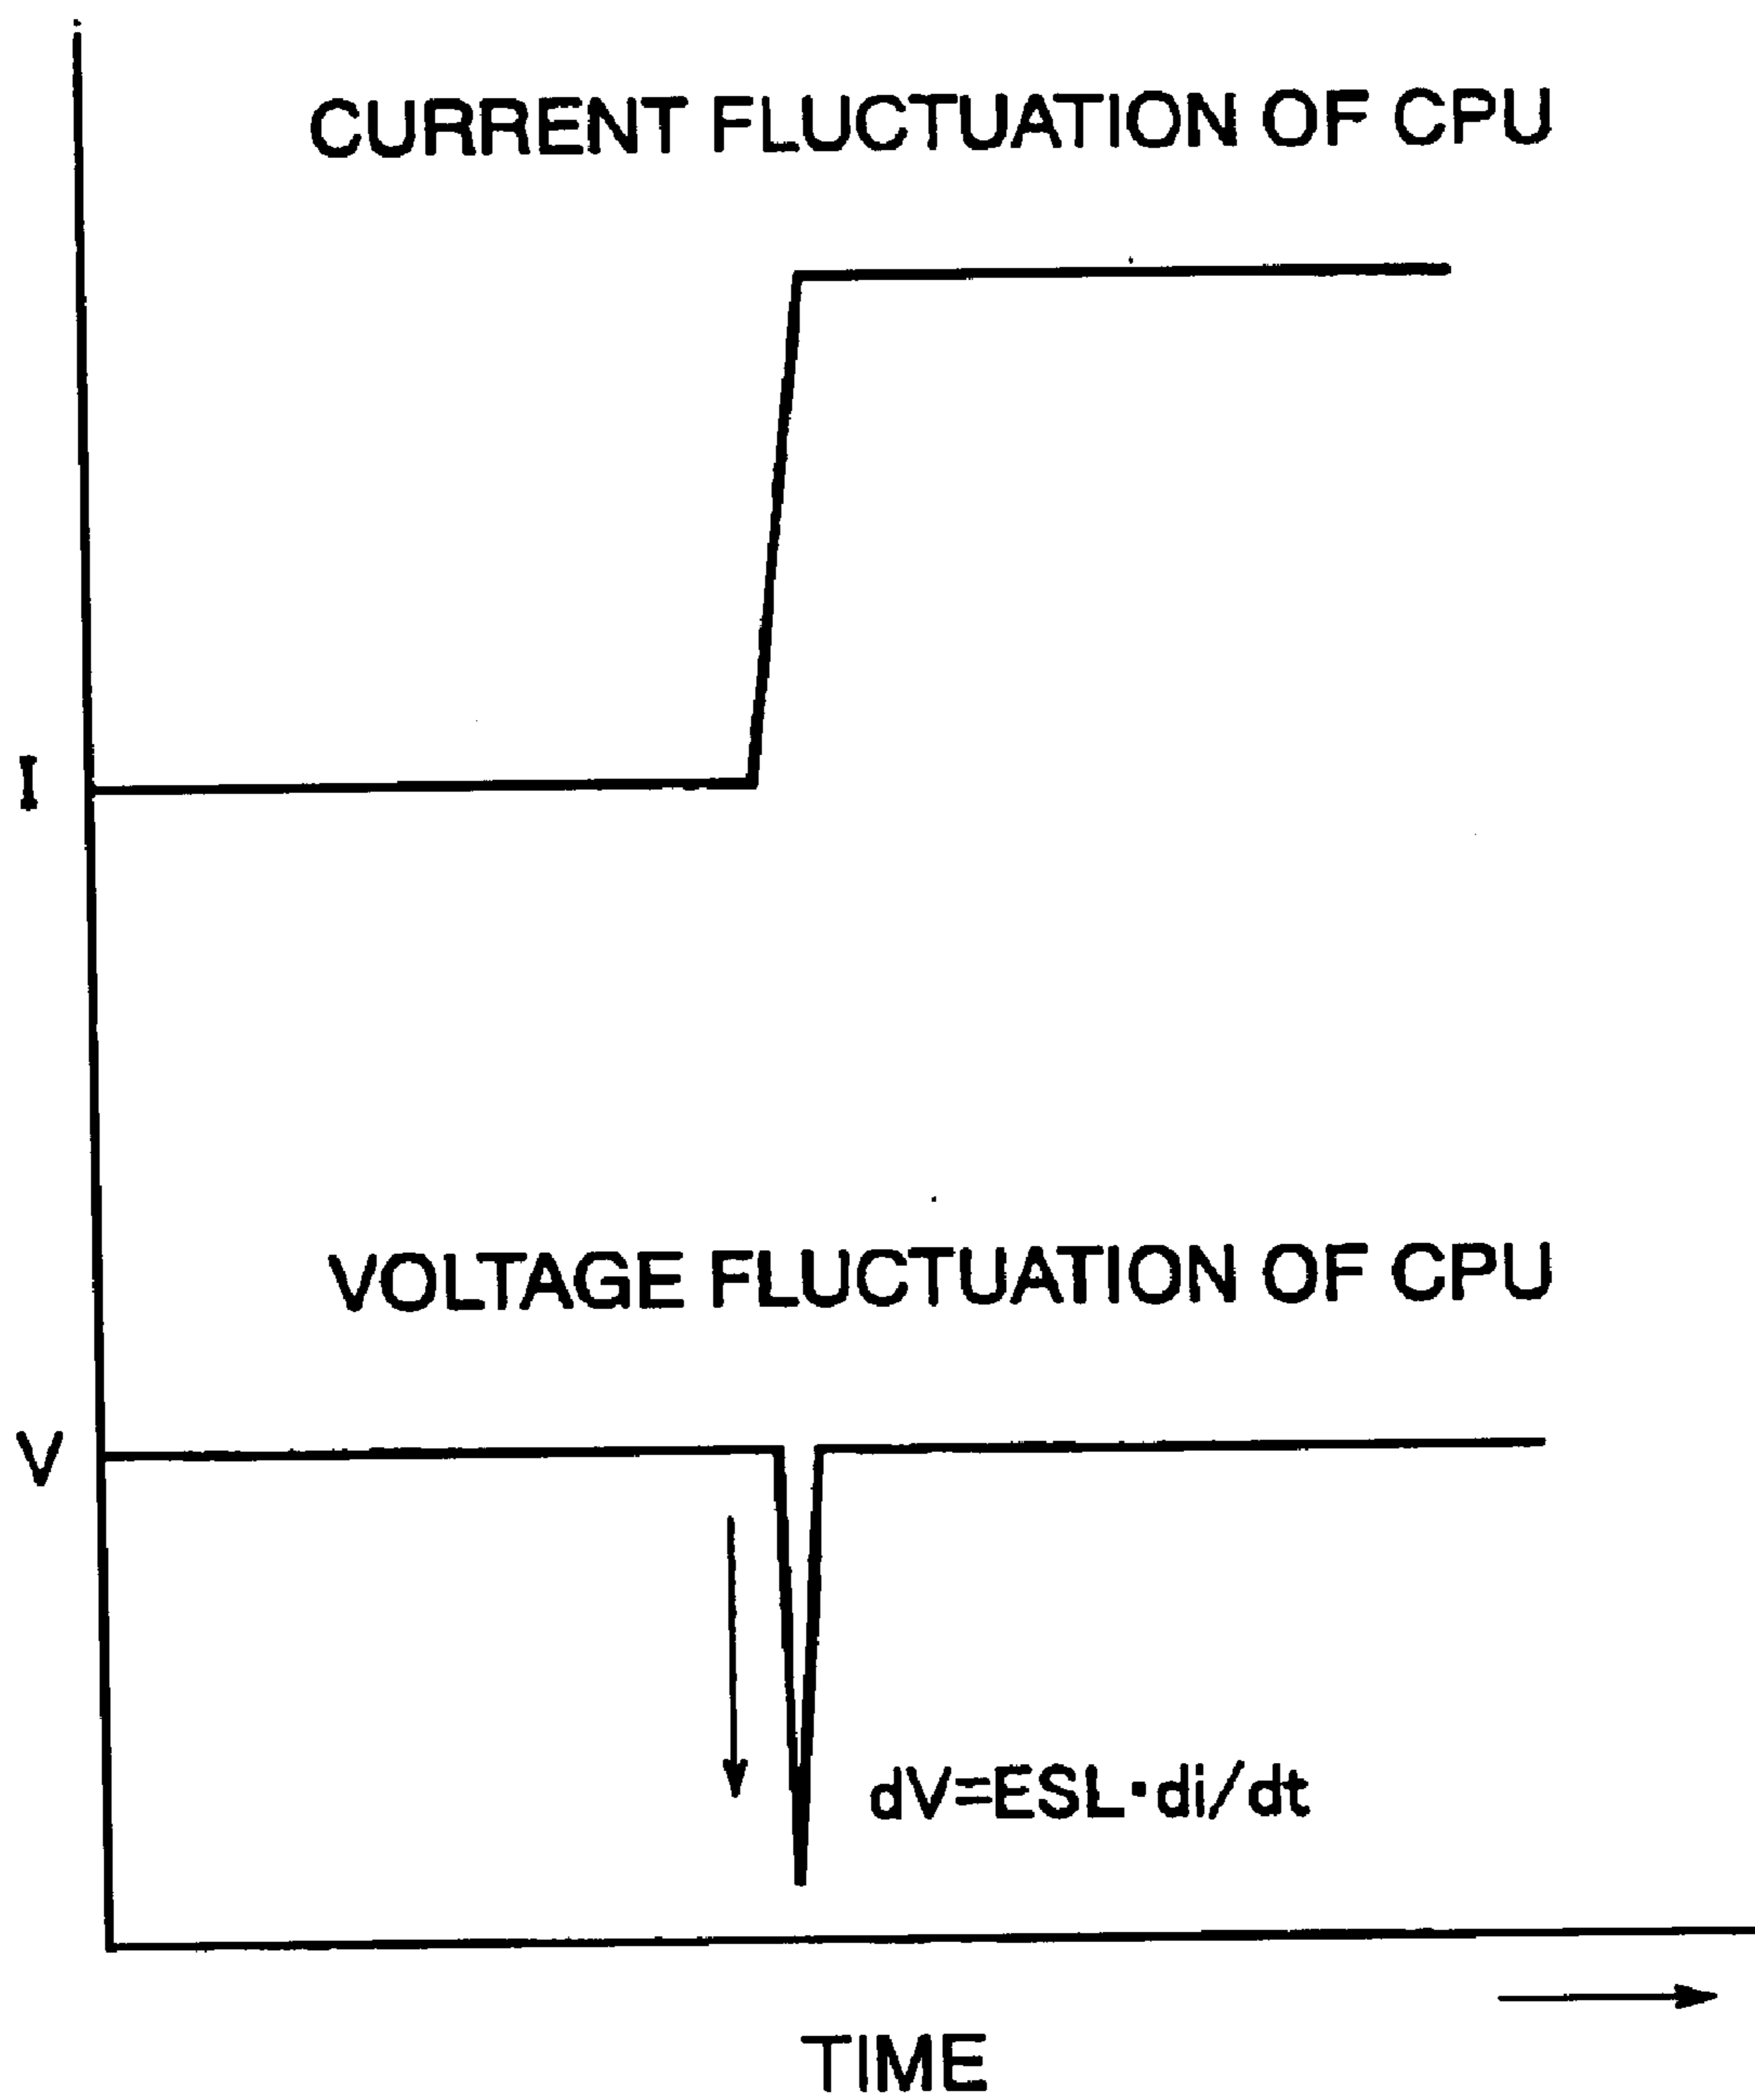 CURRENT FLUCTUATION OF CPU
I
VOLTAGE FLUCTUATION OF CPU
V
dV=ESL·di/dt
TIME